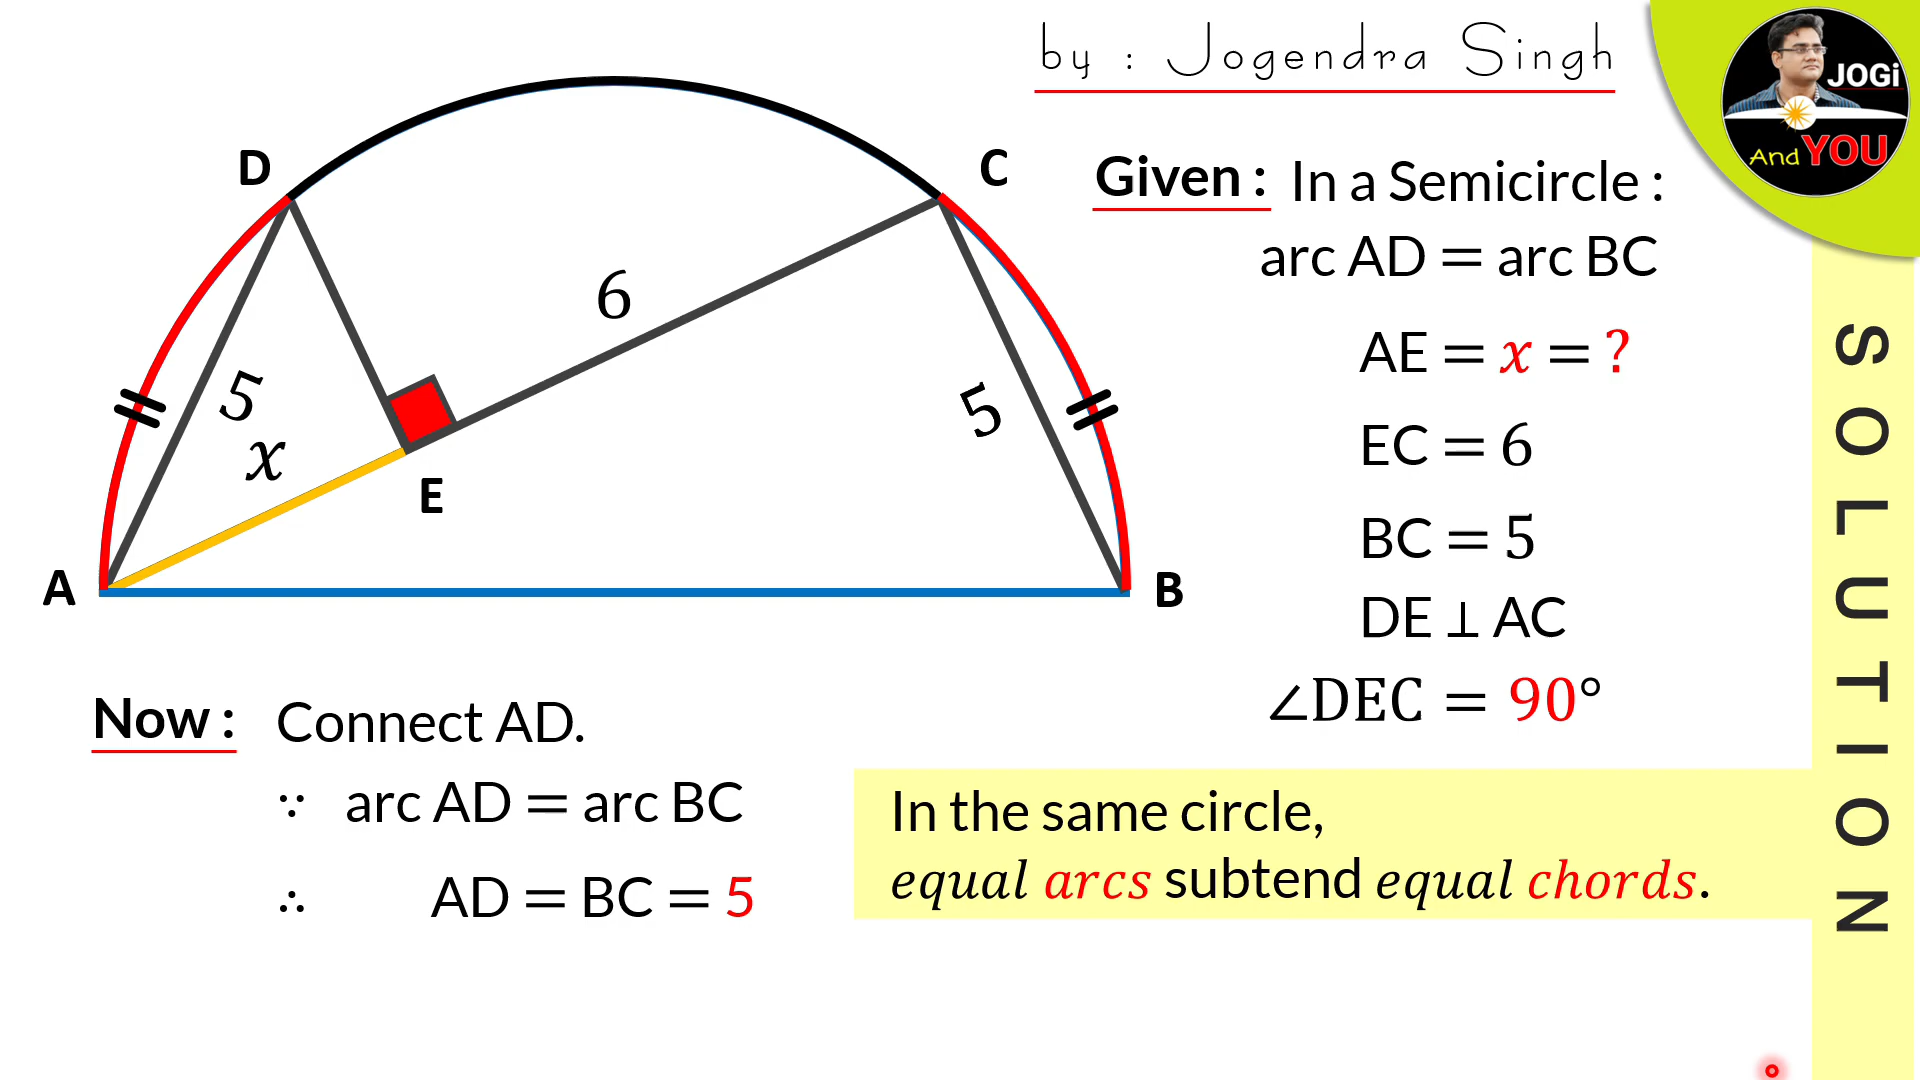 by : Jogendra Singh
JOGi
And YOU
D
C
6
5
x
5
E
A
B
Given : In a Semicircle :
arc AD = arc BC
AE = x = ?
EC = 6
BC = 5
DE ⊥ AC
∠DEC = 90°
Now : Connect AD.
∵ arc AD = arc BC
∴ AD = BC = 5
In the same circle,
equal arcs subtend equal chords.
SOLUTION